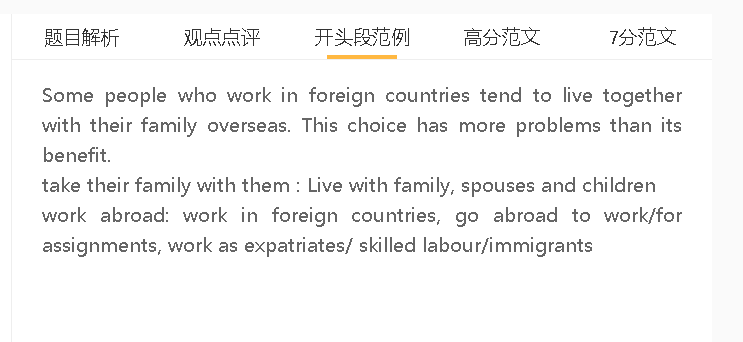 题目解析 观点点评 开头段范例 高分范文 7分范文
Some people who work in foreign countries tend to live together
with their family overseas. This choice has more problems than its
benefit.
take their family with them : Live with family, spouses and children
work abroad: work in foreign countries, go abroad to work/for
assignments, work as expatriates/ skilled labour/immigrants